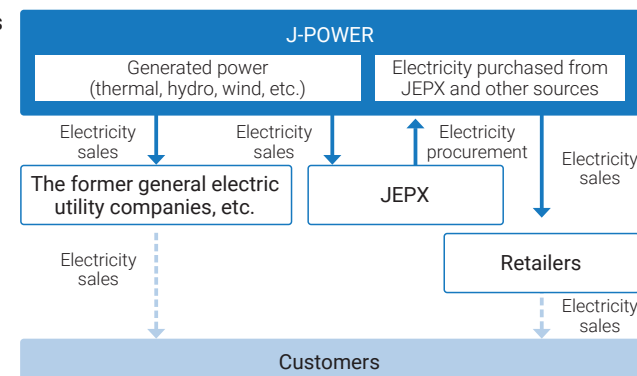 s
J-POWER
Generated power
(thermal, hydro, wind, etc.)
Electricity purchased from
JEPX and other sources
Electricity
sales
Electricity
sales
Electricity
procurement
Electricity
sales
The former general electric
utility companies, etc.
JEPX
Electricity
sales
Retailers
Electricity
sales
Customers